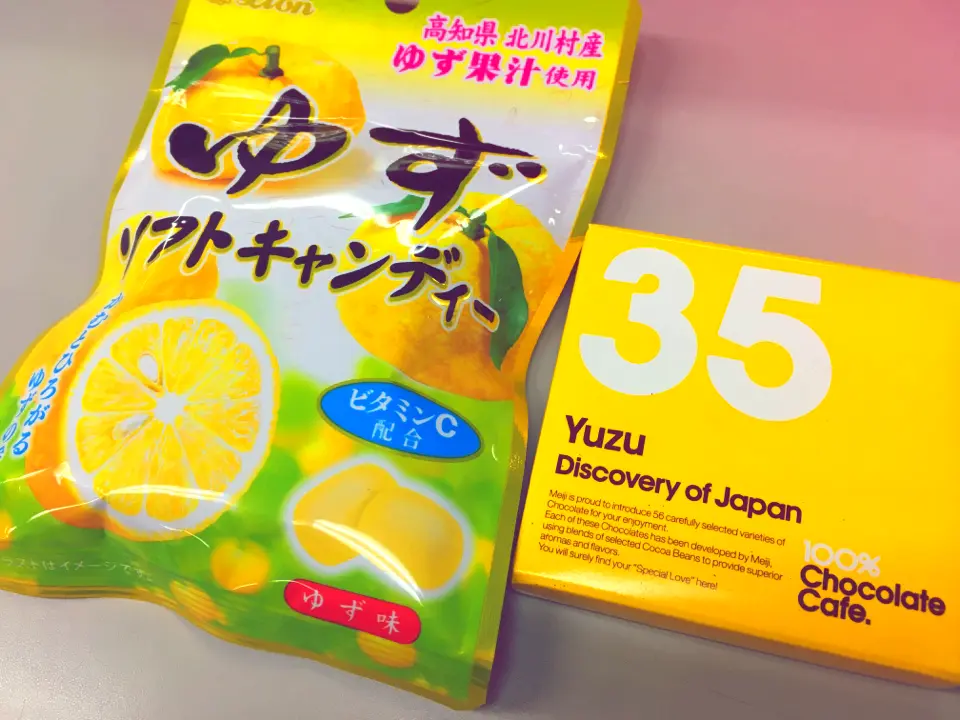 高知県 北川村産
ゆず果汁使用
ゆず
ソフトキャンディー
ビタミンC
配合
ゆず味
35
Yuzu
Discovery of Japan
Meiji is proud to introduce 56 carefully selected varieties of
Chocolate for your enjoyment.
Each of these Chocolates has been developed by Meiji,
using blends of selected Cocoa Beans to provide superior
aromas and flavors.
You will surely find your "Special Love" here!
100%
Chocolate
Cafe.